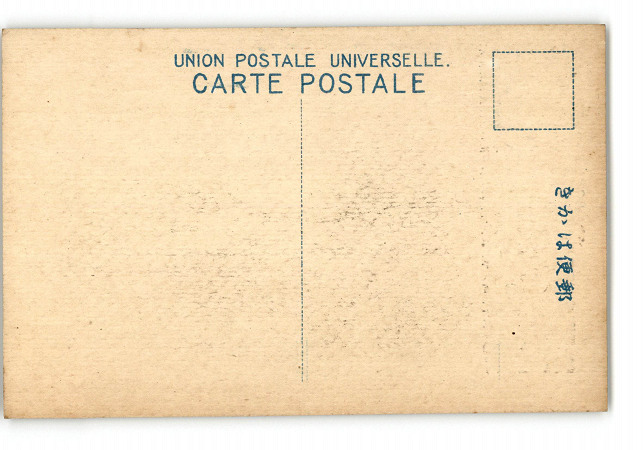 UNION POSTALE UNIVERSELLE.
CARTE POSTALE
きかは便郵